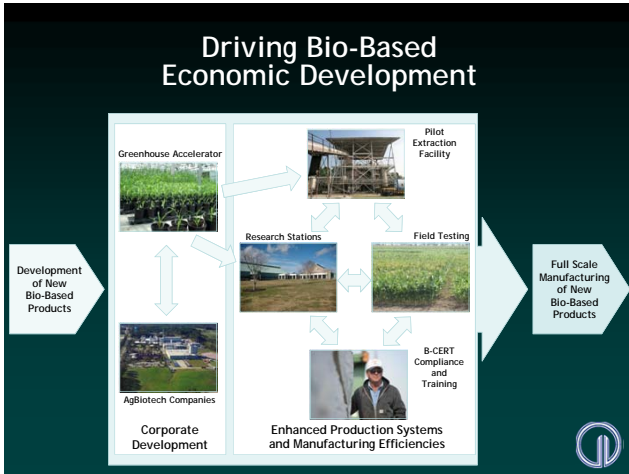 Driving Bio-Based
Economic Development
Development
of New
Bio-Based
Products
Greenhouse Accelerator
AgBiotech Companies
Corporate
Development
Pilot
Extraction
Facility
Research Stations
Field Testing
B-CERT
Compliance
and
Training
Enhanced Production Systems
and Manufacturing Efficiencies
Full Scale
Manufacturing
of New
Bio-Based
Products